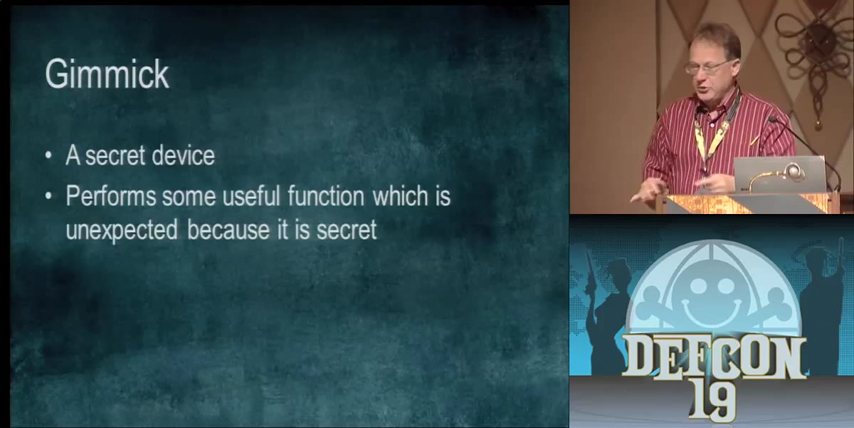 Gimmick
• A secret device
• Performs some useful function which is
unexpected because it is secret
DEFCON
19